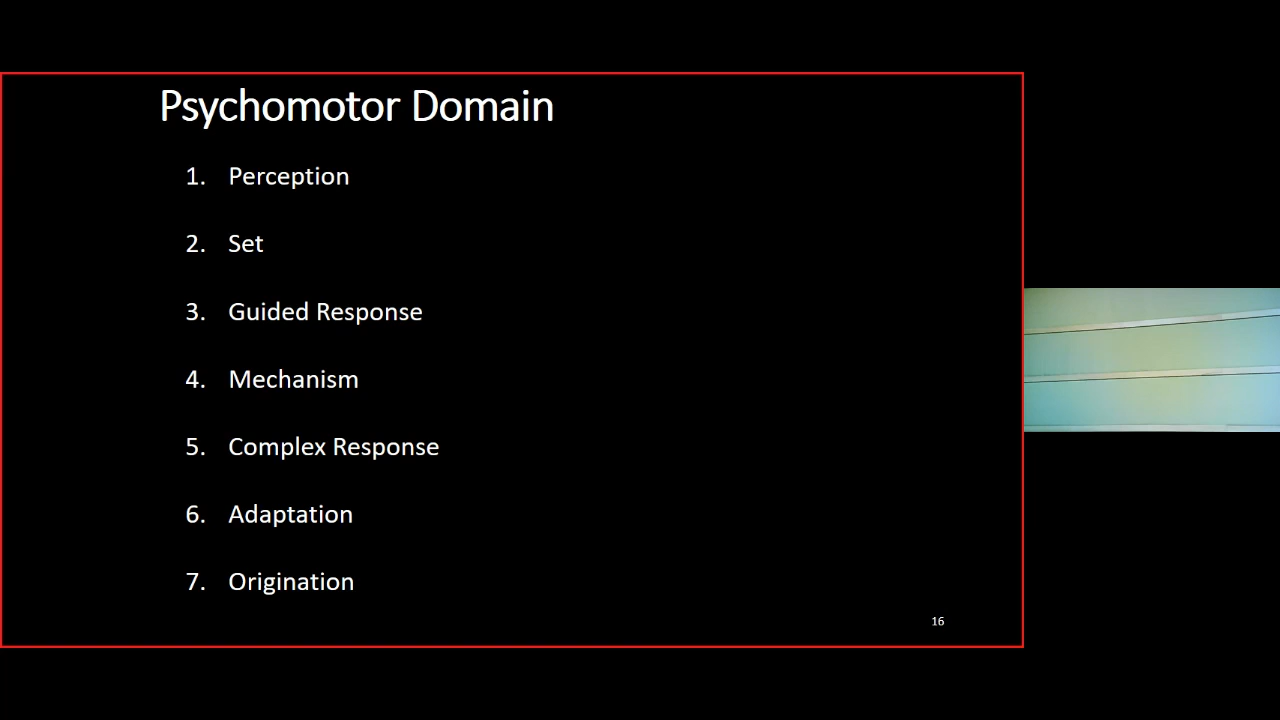 Psychomotor Domain
1. Perception
2. Set
3. Guided Response
4. Mechanism
5. Complex Response
6. Adaptation
7. Origination
16